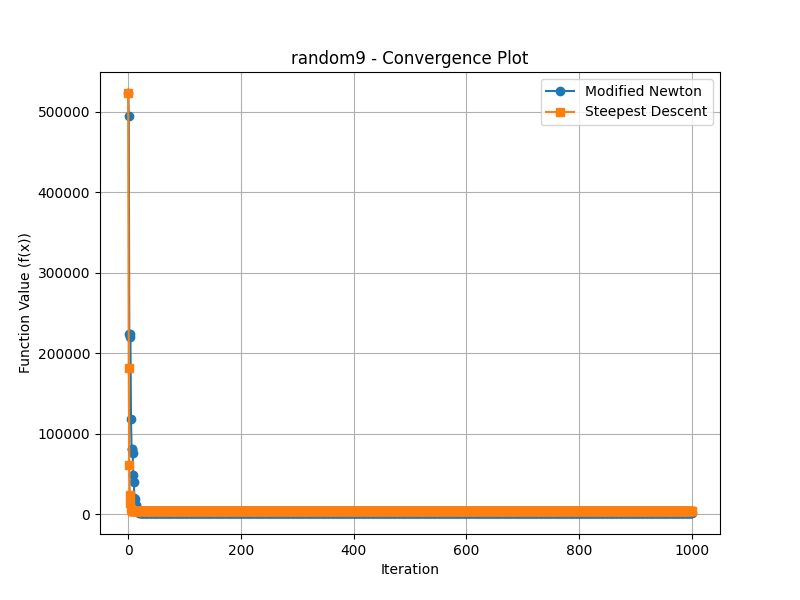 random9 - Convergence Plot
Modified Newton
Steepest Descent
Function Value (f(x))
500000
400000
300000
200000
100000
0
0 200 400 600 800 1000
Iteration